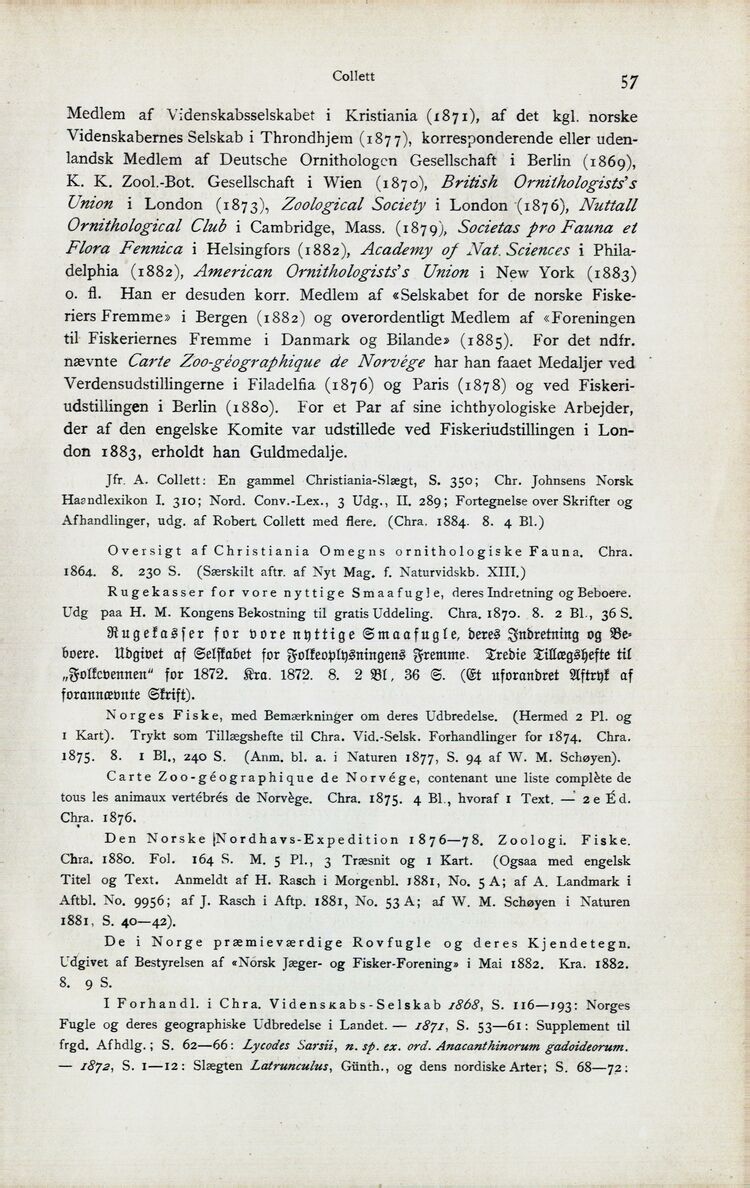 Collett
57
Medlem af Videnskabsselskabet i Kristiania (1871), af det kgl. norske
Videnskabernes Selskab i Throndhjem (1877), korresponderende eller uden-
landsk Medlem af Deutsche Ornithologen Gesellschaft i Berlin (1869),
K. K. Zool.-Bot. Gesellschaft i Wien (1870), British Ornithologists's
Union i London (1873), Zoological Society i London (1876), Nuttall
Ornithological Club i Cambridge, Mass. (1879), Societas pro Fauna et
Flora Fennica i Helsingfors (1882), Academy of Nat. Sciences i Phila-
delphia (1882), American Ornithologists's Union i New York (1883)
o. fl. Han er desuden korr. Medlem af «Selskabet for de norske Fiske-
riers Fremme» i Bergen (1882) og overordentligt Medlem af «Foreningen
til Fiskeriernes Fremme i Danmark og Bilande» (1885). For det ndfr.
nævnte Carte Zoo-géographique de Norvége har han faaet Medaljer ved
Verdensudstillingerne i Filadelfia (1876) og Paris (1878) og ved Fiskeri-
udstillingen i Berlin (1880). For et Par af sine ichthyologiske Arbejder,
der af den engelske Komite var udstillede ved Fiskeriudstillingen i Lon-
don 1883, erholdt han Guldmedalje.
Jfr. A. Collett: En gammel Christiania-Slægt, S. 350; Chr. Johnsens Norsk
Haandlexikon I. 310; Nord. Conv.-Lex., 3 Udg., II. 289; Fortegnelse over Skrifter og
Afhandlinger, udg. af Robert Collett med flere. (Chra. 1884. 8. 4 Bl.)
Oversigt af Christiania Omegns ornithologiske Fauna. Chra.
1864. 8. 230 S. (Særskilt aftr. af Nyt Mag. f. Naturvidskb. XIII.)
Rugekasser for vore nyttige Smaafugle, deres Indretning og Beboere.
Udg paa H. M. Kongens Bekostning til gratis Uddeling. Chra. 1870. 8. 2 Bl., 36 S.
Rugekasser for vore nyttige Smaafugle, deres Indretning og Be-
boere. Udgivet af Selskabet for Folkeoplysningens Fremme. Tredie Tillægshefte til
„Folkevennen" for 1872. Kra. 1872. 8. 2 Bl, 36 S. (Et uforandret Aftryk af
forannævnte Skrift).
Norges Fiske, med Bemærkninger om deres Udbredelse. (Hermed 2 Pl. og
1 Kart). Trykt som Tillægshefte til Chra. Vid.-Selsk. Forhandlinger for 1874. Chra.
1875. 8. 1 Bl., 240 S. (Anm. bl. a. i Naturen 1877, S. 94 af W. M. Schøyen).
Carte Zoo-géographique de Norvége, contenant une liste complète de
tous les animaux vertébrés de Norvège. Chra. 1875. 4 Bl., hvoraf 1 Text. — 2e Éd.
Chra. 1876.
Den Norske Nordhavs-Expedition 1876—78. Zoologi. Fiske.
Chra. 1880. Fol. 164 S. M. 5 Pl., 3 Træsnit og 1 Kart. (Ogsaa med engelsk
Titel og Text. Anmeldt af H. Rasch i Morgenbl. 1881, No. 5 A; af A. Landmark i
Aftbl. No. 9956; af J. Rasch i Aftp. 1881, No. 53 A; af W. M. Schøyen i Naturen
1881, S. 40—42).
De i Norge præmieværdige Rovfugle og deres Kjendetegn.
Udgivet af Bestyrelsen af «Norsk Jæger- og Fisker-Forening» i Mai 1882. Kra. 1882.
8. 9 S.
I Forhandl. i Chra. Videnskabs-Selskab 1868, S. 116—193: Norges
Fugle og deres geographiske Udbredelse i Landet. — 1871, S. 53—61: Supplement til
frgd. Afhdlg.; S. 62—66: Lycodes Sarsii, n. sp. ex. ord. Anacanthinorum gadoideorum.
— 1872, S. 1—12: Slægten Latrunculus, Günth., og dens nordiske Arter; S. 68—72: